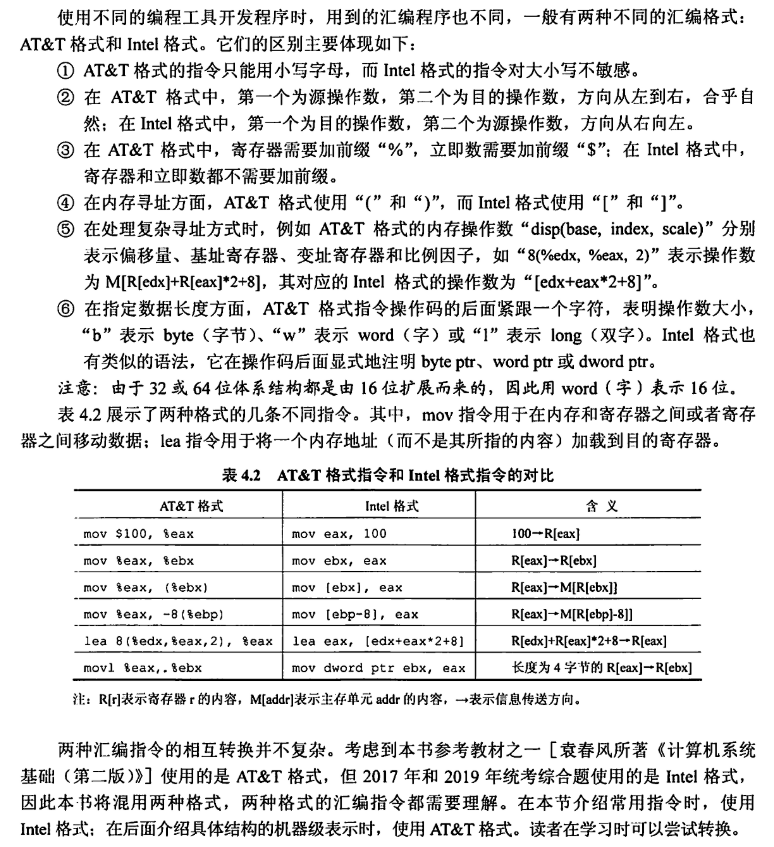 使用不同的编程工具开发程序时，用到的汇编程序也不同，一般有两种不同的汇编格式：
AT&T 格式和 Intel 格式。它们的区别主要体现如下：
① AT&T 格式的指令只能用小写字母，而 Intel 格式的指令对大小写不敏感。
② 在 AT&T 格式中，第一个为源操作数，第二个为目的操作数，方向从左到右，合乎自
然；在 Intel 格式中，第一个为目的操作数，第二个为源操作数，方向从右向左。
③ 在 AT&T 格式中，寄存器需要加前缀“%”，立即数需要加前缀“$”；在 Intel 格式中，
寄存器和立即数都不需要加前缀。
④ 在内存寻址方面，AT&T 格式使用“(”和“)”，而 Intel 格式使用“[”和“]”。
⑤ 在处理复杂寻址方式时，例如 AT&T 格式的内存操作数“disp(base, index, scale)”分别
表示偏移量、基址寄存器、变址寄存器和比例因子，如“8(%edx, %eax, 2)”表示操作数
为 M[R[edx]+R[eax]*2+8]，其对应的 Intel 格式的操作数为“[edx+eax*2+8]”。
⑥ 在指定数据长度方面，AT&T 格式指令操作码的后面紧跟一个字符，表明操作数大小，
“b”表示 byte（字节）、“w”表示 word（字）或“l”表示 long（双字）。Intel 格式也
有类似的语法，它在操作码后面显式地注明 byte ptr、word ptr 或 dword ptr。
注意：由于 32 或 64 位体系结构都是由 16 位扩展而来的，因此用 word（字）表示 16 位。
表 4.2 展示了两种格式的几条不同指令。其中，mov 指令用于在内存和寄存器之间或者寄存
器之间移动数据；lea 指令用于将一个内存地址（而不是其所指的内容）加载到目的寄存器。
表 4.2 AT&T 格式指令和 Intel 格式指令的对比
AT&T 格式 Intel 格式 含 义
mov $100, %eax mov eax, 100 100→R[eax]
mov %eax, %ebx mov ebx, eax R[eax]→R[ebx]
mov %eax, (%ebx) mov [ebx], eax R[eax]→M[R[ebx]]
mov %eax, -8(%ebp) mov [ebp-8], eax R[eax]→M[R[ebp]-8]]
lea 8(%edx,%eax,2), %eax lea eax, [edx+eax*2+8] R[edx]+R[eax]*2+8→R[eax]
movl %eax, %ebx mov dword ptr ebx, eax 长度为 4 字节的 R[eax]→R[ebx]
注：R[r]表示寄存器 r 的内容，M[addr]表示主存单元 addr 的内容，→表示信息传送方向。
两种汇编指令的相互转换并不复杂。考虑到本书参考教材之一［袁春风所著《计算机系统
基础（第二版）》］使用的是 AT&T 格式，但 2017 年和 2019 年统考综合题使用的是 Intel 格式，
因此本书将混用两种格式，两种格式的汇编指令都需要理解。在本节介绍常用指令时，使用
Intel 格式；在后面介绍具体结构的机器级表示时，使用 AT&T 格式。读者在学习时可以尝试转换。